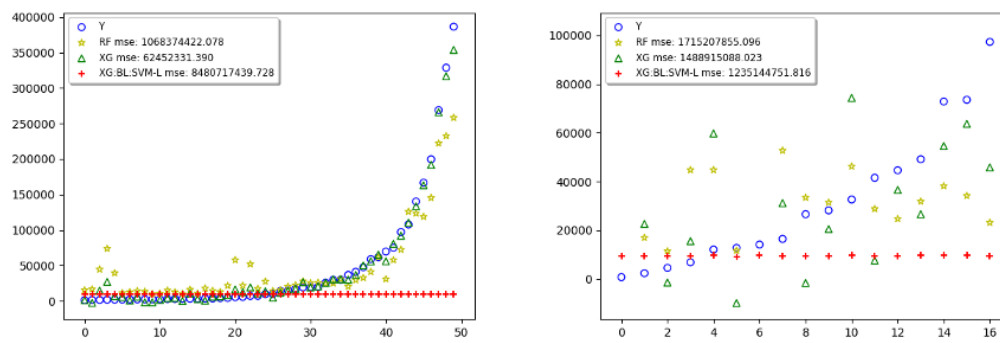 400000
350000
300000
250000
200000
150000
100000
50000
0
0 10 20 30 40 50
Y
RF mse: 1068374422.078
XG mse: 62452331.390
XG:BL:SVM-L mse: 8480717439.728
100000
80000
60000
40000
20000
0
0 2 4 6 8 10 12 14 16
Y
RF mse: 1715207855.096
XG mse: 1488915088.023
XG:BL:SVM-L mse: 1235144751.816